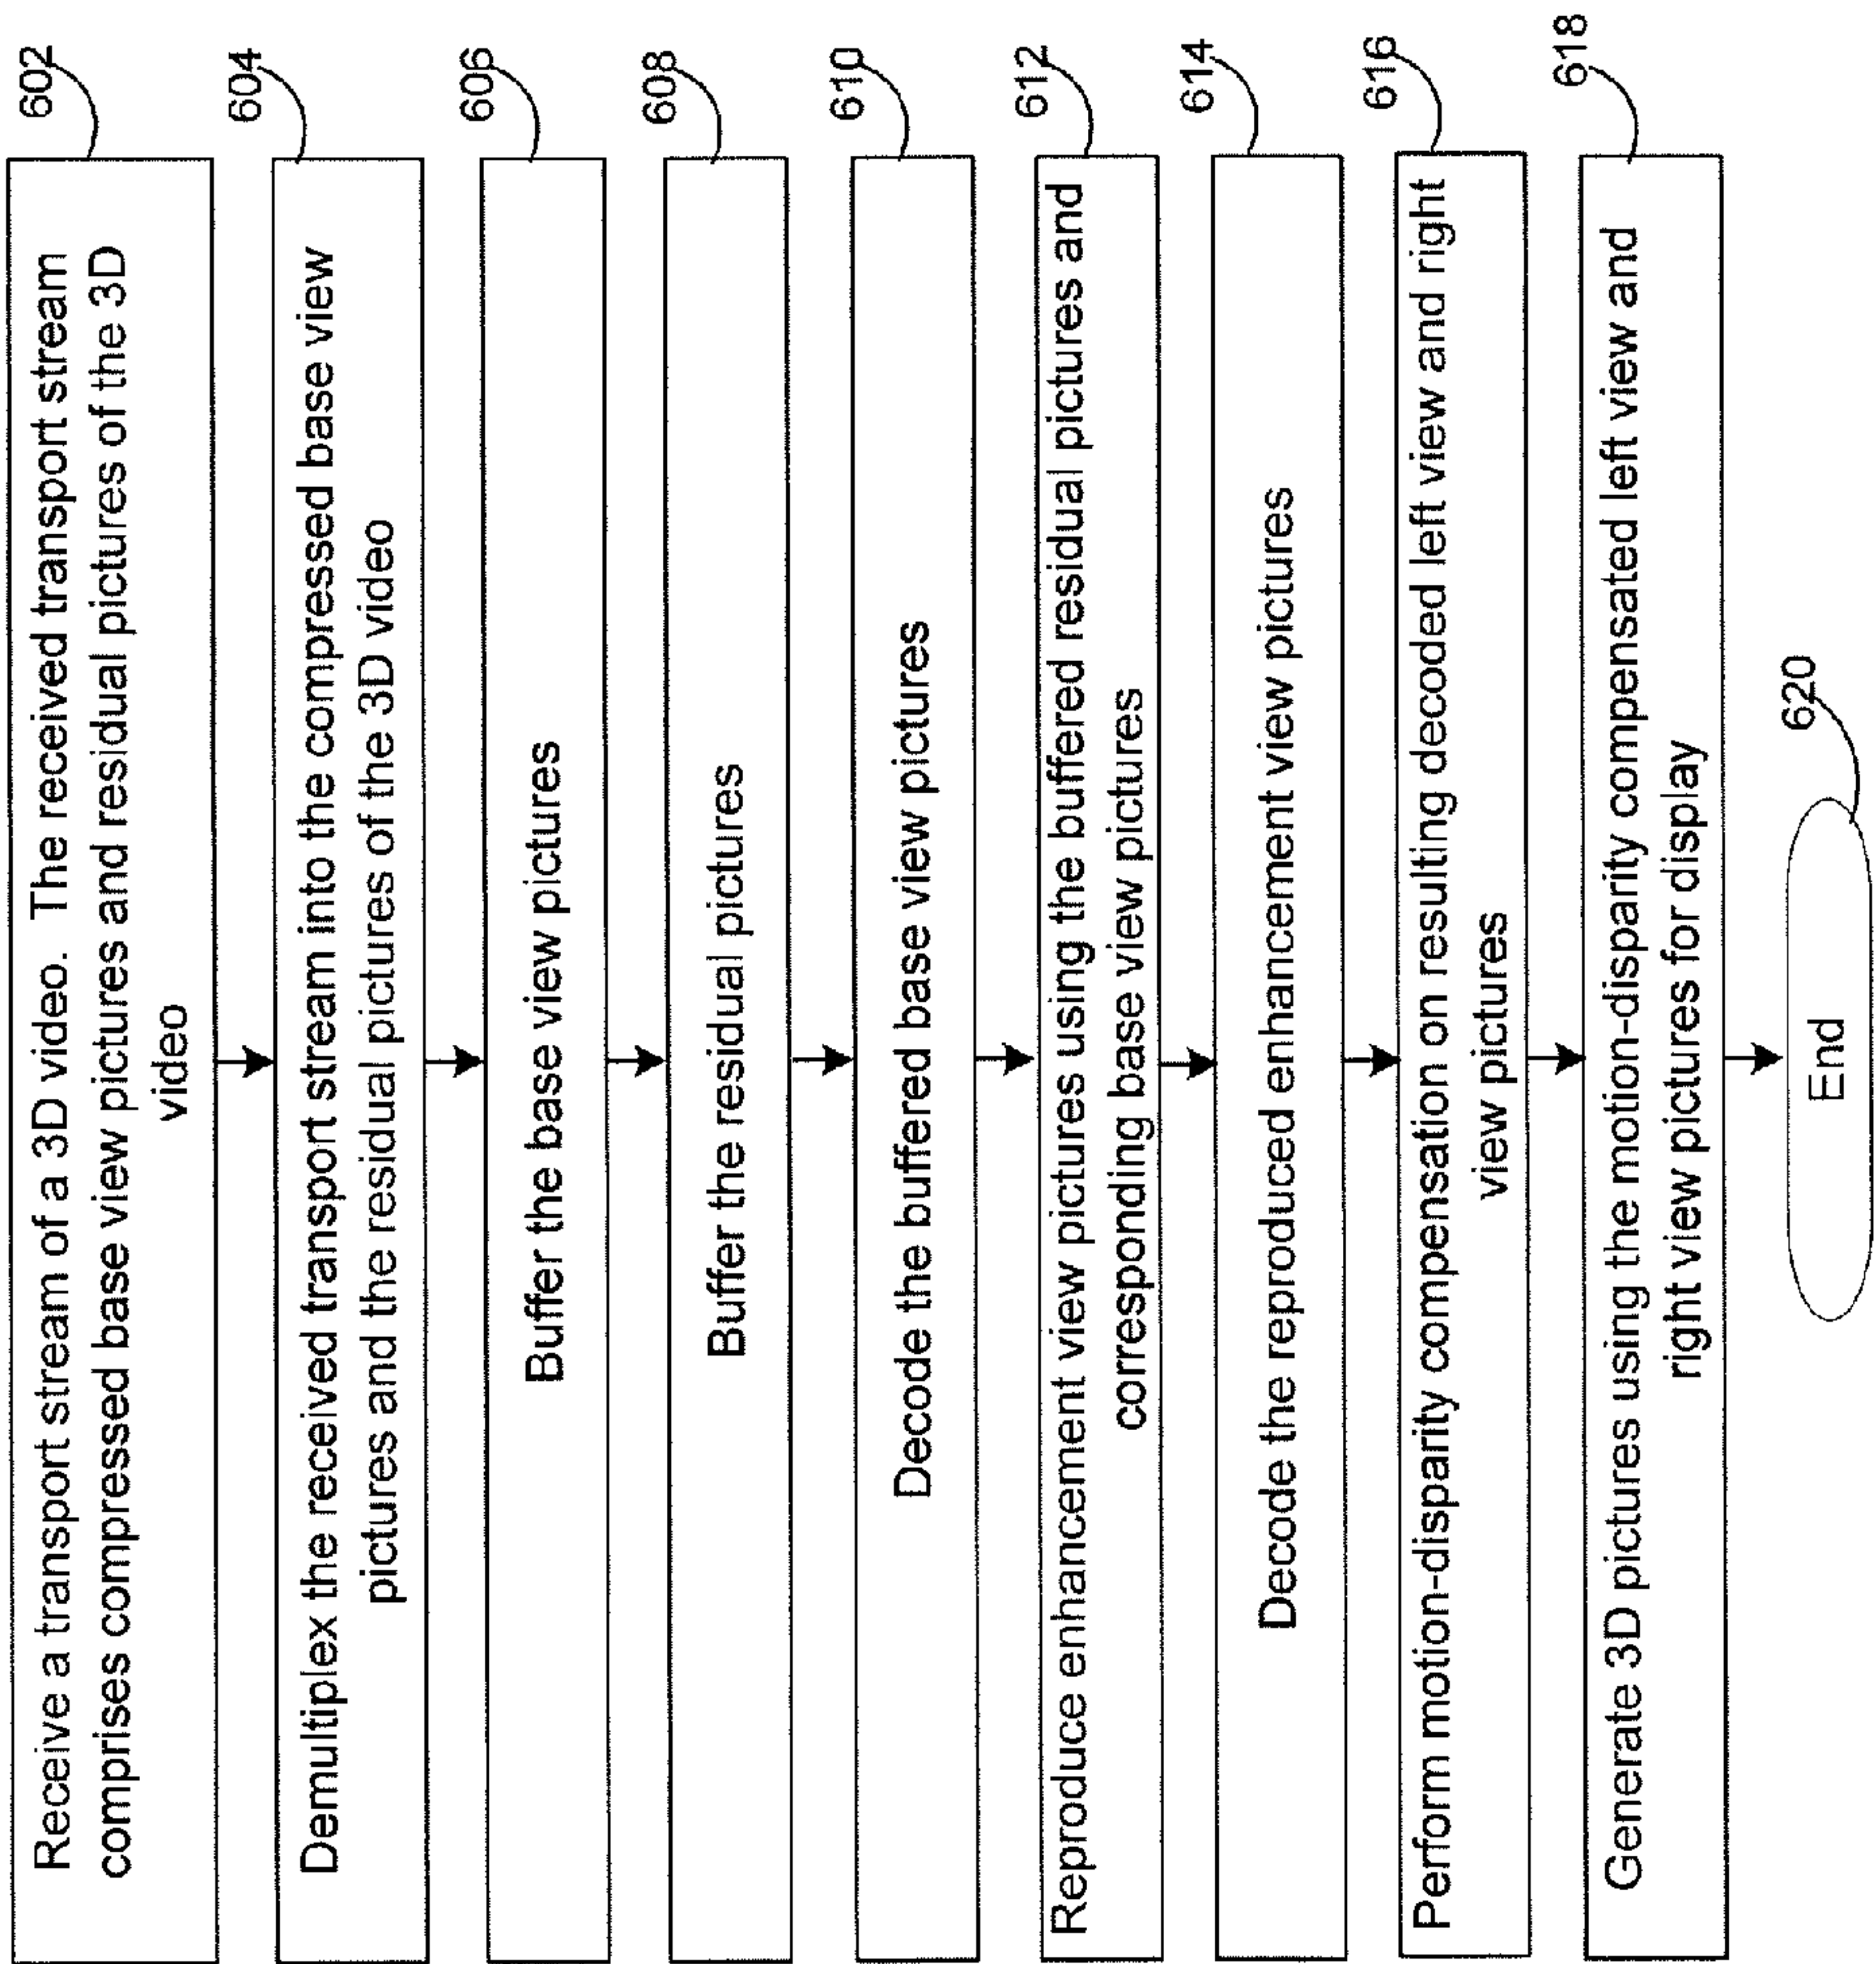 602
Receive a transport stream of a 3D video. The received transport stream
comprises compressed base view pictures and residual pictures of the 3D
video
604
Demultiplex the received transport stream into the compressed base view
pictures and the residual pictures of the 3D video
606
Buffer the base view pictures
608
Buffer the residual pictures
610
Decode the buffered base view pictures
612
Reproduce enhancement view pictures using the buffered residual pictures and
corresponding base view pictures
614
Decode the reproduced enhancement view pictures
616
Perform motion-disparity compensation on resulting decoded left view and right
view pictures
618
Generate 3D pictures using the motion-disparity compensated left view and
right view pictures for display
620
End